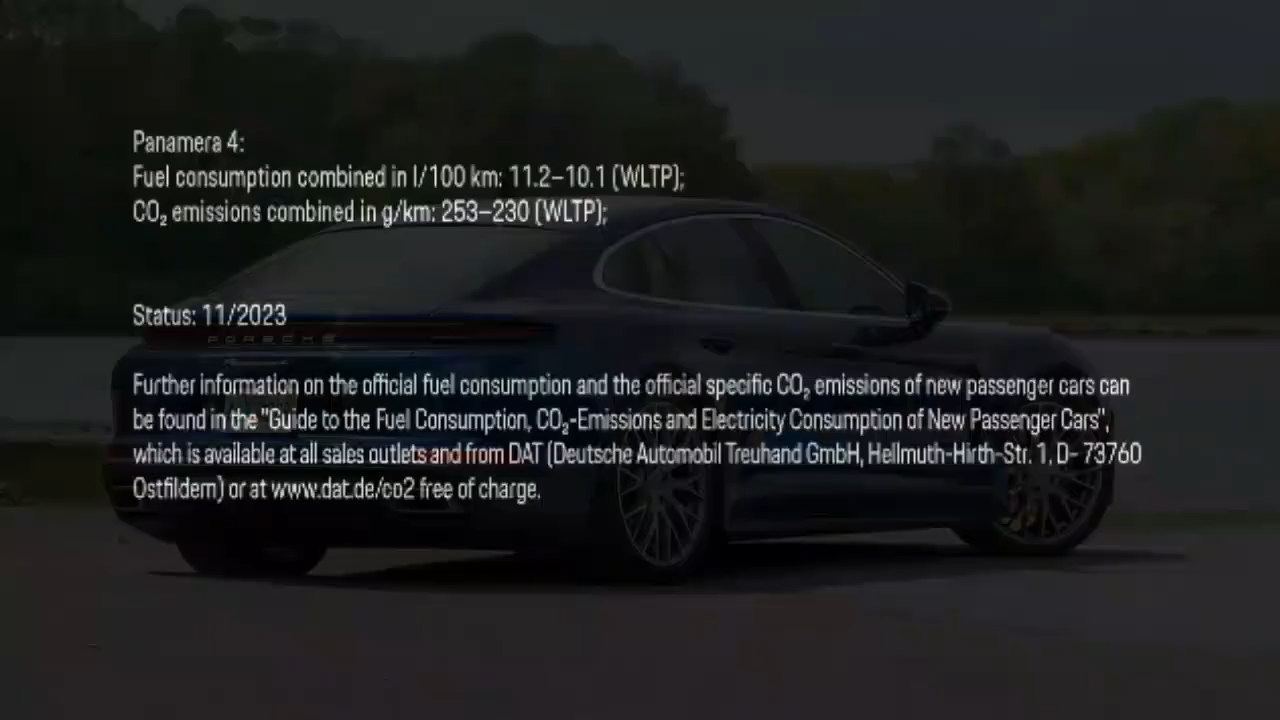 Panamera 4:
Fuel consumption combined in l/100 km: 11.2–10.1 (WLTP);
CO₂ emissions combined in g/km: 253–230 (WLTP);
Status: 11/2023
PORSCHE
Further information on the official fuel consumption and the official specific CO₂ emissions of new passenger cars can
be found in the "Guide to the Fuel Consumption, CO₂-Emissions and Electricity Consumption of New Passenger Cars",
which is available at all sales outlets and from DAT (Deutsche Automobil Treuhand GmbH, Hellmuth-Hirth-Str. 1, D- 73760
Ostfildern) or at www.dat.de/co2 free of charge.